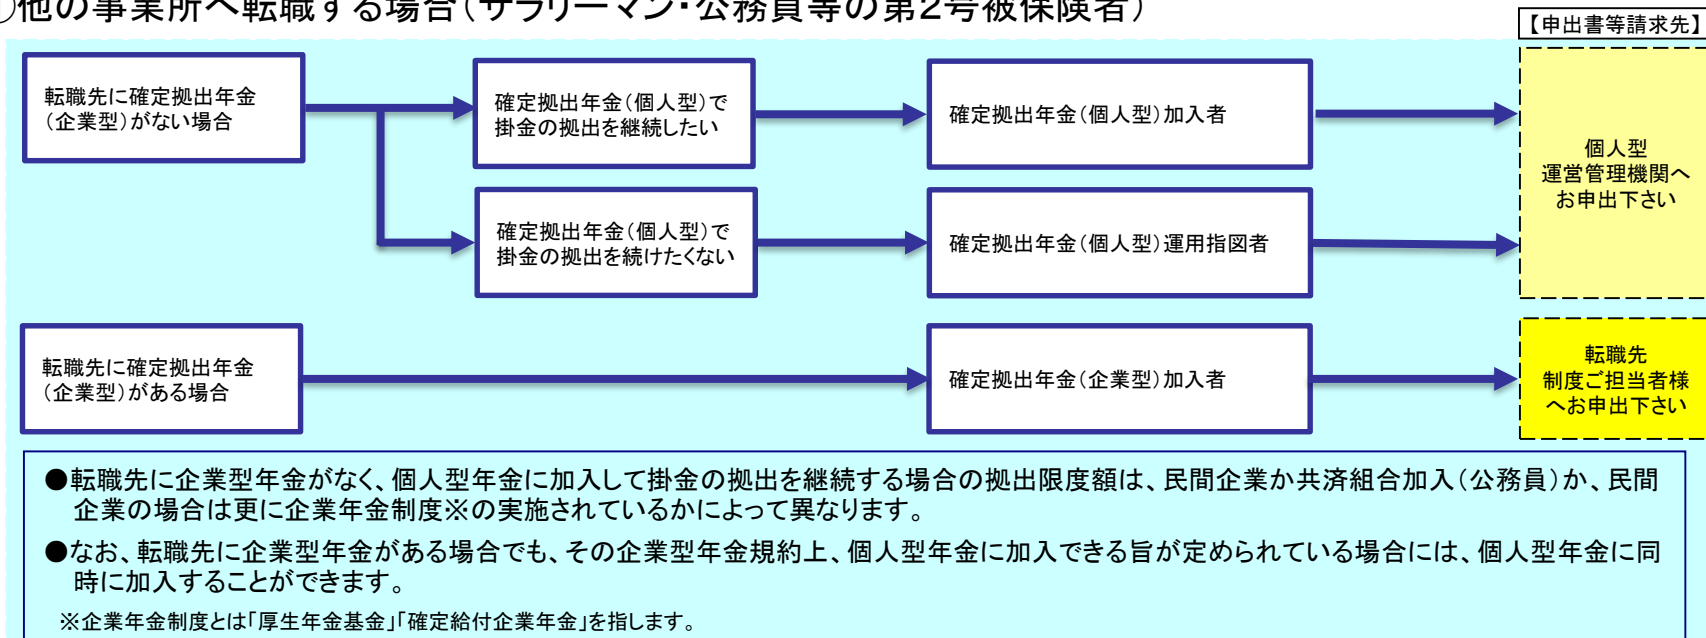 他の事業所へ転職する場合(サラリーマン・公務員等の第2号被保険者)
【申出書等請求先】
転職先に確定拠出年金
(企業型)がない場合
確定拠出年金(個人型)で
掛金の拠出を継続したい
確定拠出年金(個人型)加入者
個人型
運営管理機関へ
お申出下さい
確定拠出年金(個人型)で
掛金の拠出を続けたくない
確定拠出年金(個人型)運用指図者
転職先に確定拠出年金
(企業型)がある場合
確定拠出年金(企業型)加入者
転職先
制度ご担当者様
へお申出下さい
●転職先に企業型年金がなく、個人型年金に加入して掛金の拠出を継続する場合の拠出限度額は、民間企業か共済組合加入(公務員)か、民間
企業の場合は更に企業年金制度※の実施されているかによって異なります。
●なお、転職先に企業型年金がある場合でも、その企業型年金規約上、個人型年金に加入できる旨が定められている場合には、個人型年金に同
時に加入することができます。
※企業年金制度とは「厚生年金基金」「確定給付企業年金」を指します。